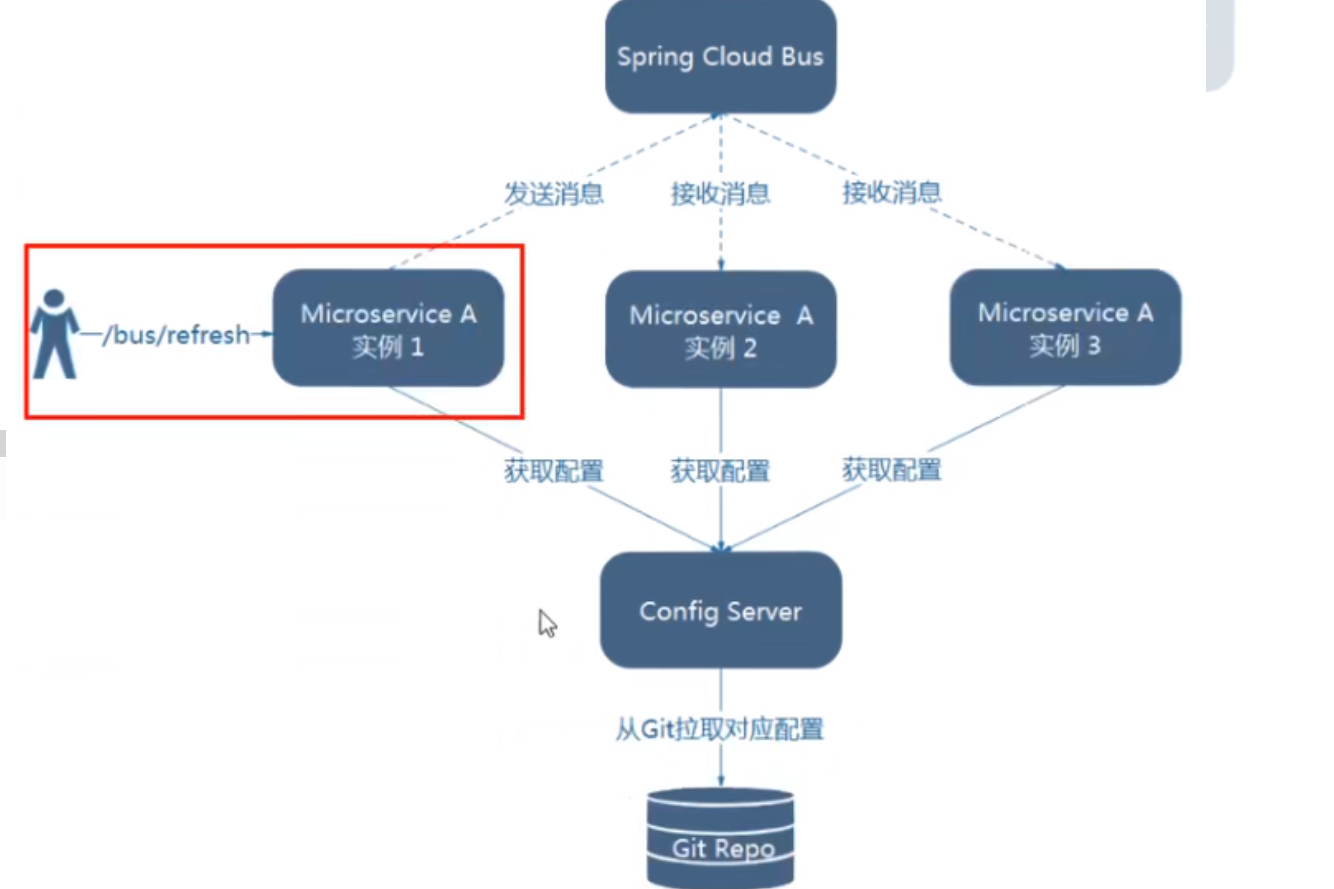 Spring Cloud Bus
发送消息
接收消息
接收消息
/bus/refresh
Microservice A
实例 1
Microservice A
实例 2
Microservice A
实例 3
获取配置
获取配置
获取配置
Config Server
从Git拉取对应配置
Git Repo